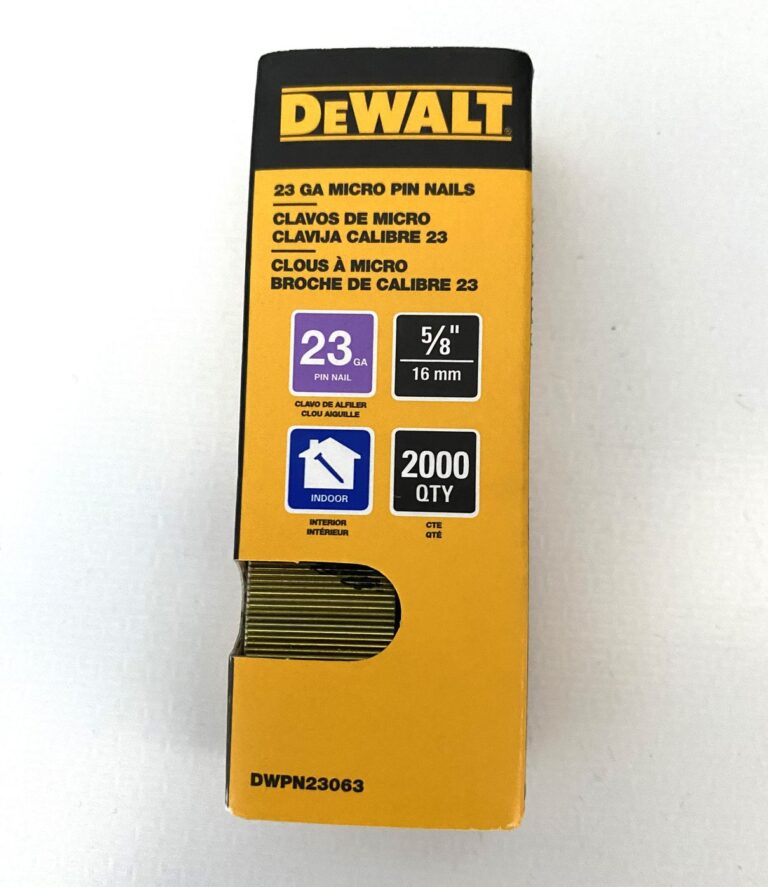 DEWALT®
23 GA MICRO PIN NAILS
CLAVOS DE MICRO
CLAVIJA CALIBRE 23
CLOUS À MICRO
BROCHE DE CALIBRE 23
23 GA
PIN NAIL
CLAVO DE ALFILER
CLOU AIGUILLE
5/8"
16 mm
INDOOR
INTERIOR
INTÉRIEUR
2000
QTY
CTE
QTÉ
DWPN23063